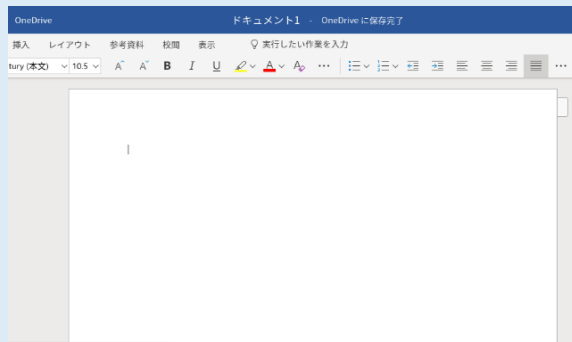 OneDrive ドキュメント1 - OneDrive に保存完了
挿入 レイアウト 参考資料 校閲 表示 実行したい作業を入力
tury (本文) 10.5 A A B I U A A